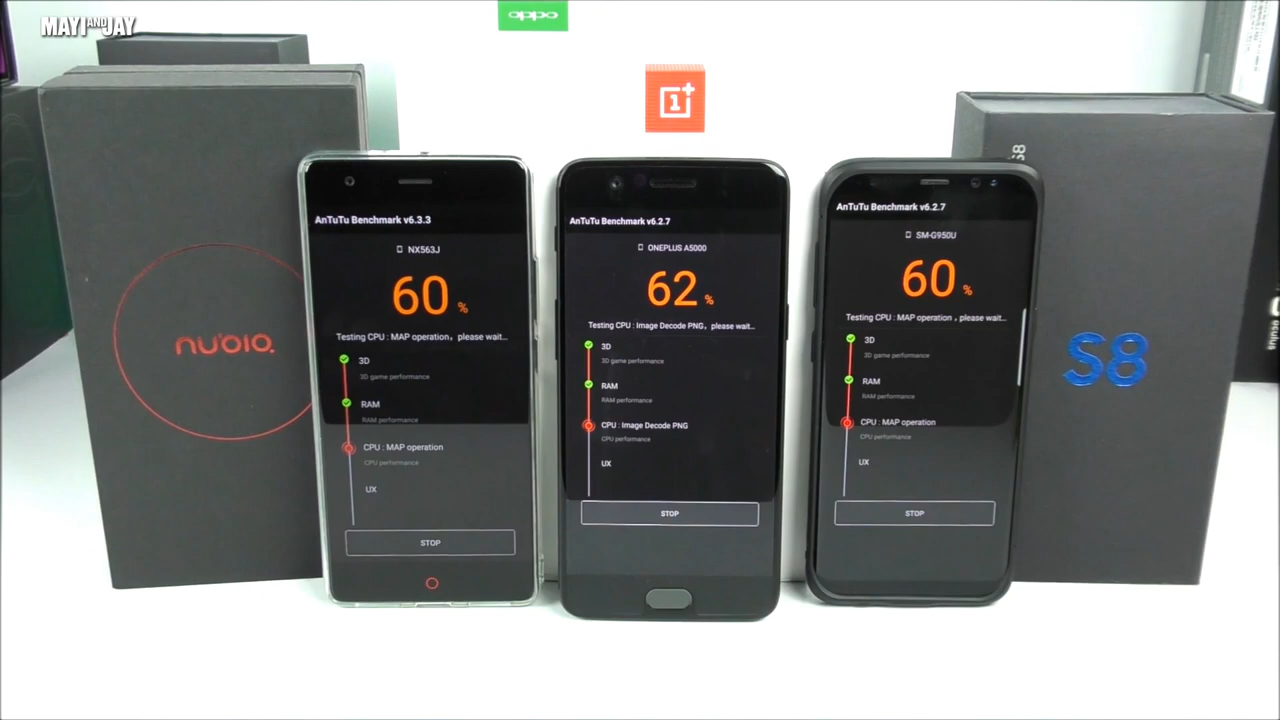 MAYI AND JAY
oppo
1+
nubia
S8
AnTuTu Benchmark v6.3.3
NX563J
60 %
Testing CPU : MAP operation, please wait...
3D
3D game performance
RAM
RAM performance
CPU : MAP operation
CPU performance
UX
STOP
AnTuTu Benchmark v6.2.7
ONEPLUS A5000
62 %
Testing CPU : Image Decode PNG, please wait...
3D
3D game performance
RAM
RAM performance
CPU : Image Decode PNG
CPU performance
UX
STOP
AnTuTu Benchmark v6.2.7
SM-G950U
60 %
Testing CPU : MAP operation , please wait...
3D
3D game performance
RAM
RAM performance
CPU : MAP operation
CPU performance
UX
STOP
S8